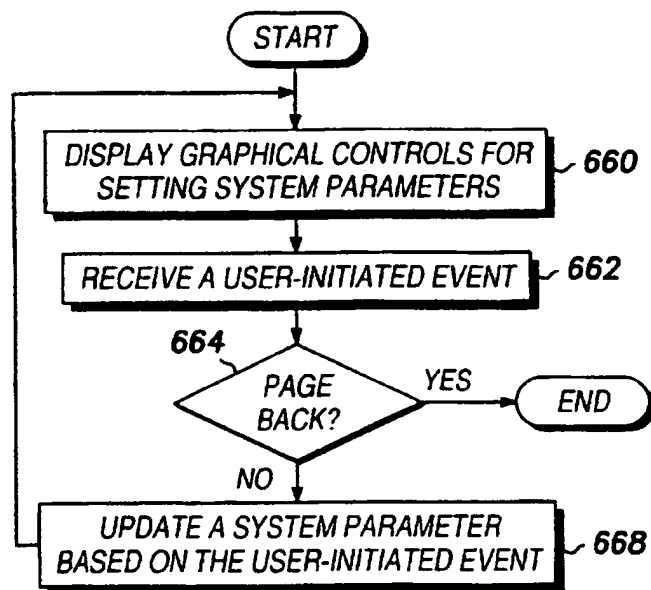 START
DISPLAY GRAPHICAL CONTROLS FOR
SETTING SYSTEM PARAMETERS
660
RECEIVE A USER-INITIATED EVENT
662
664
PAGE
BACK?
YES
END
NO
UPDATE A SYSTEM PARAMETER
BASED ON THE USER-INITIATED EVENT
668